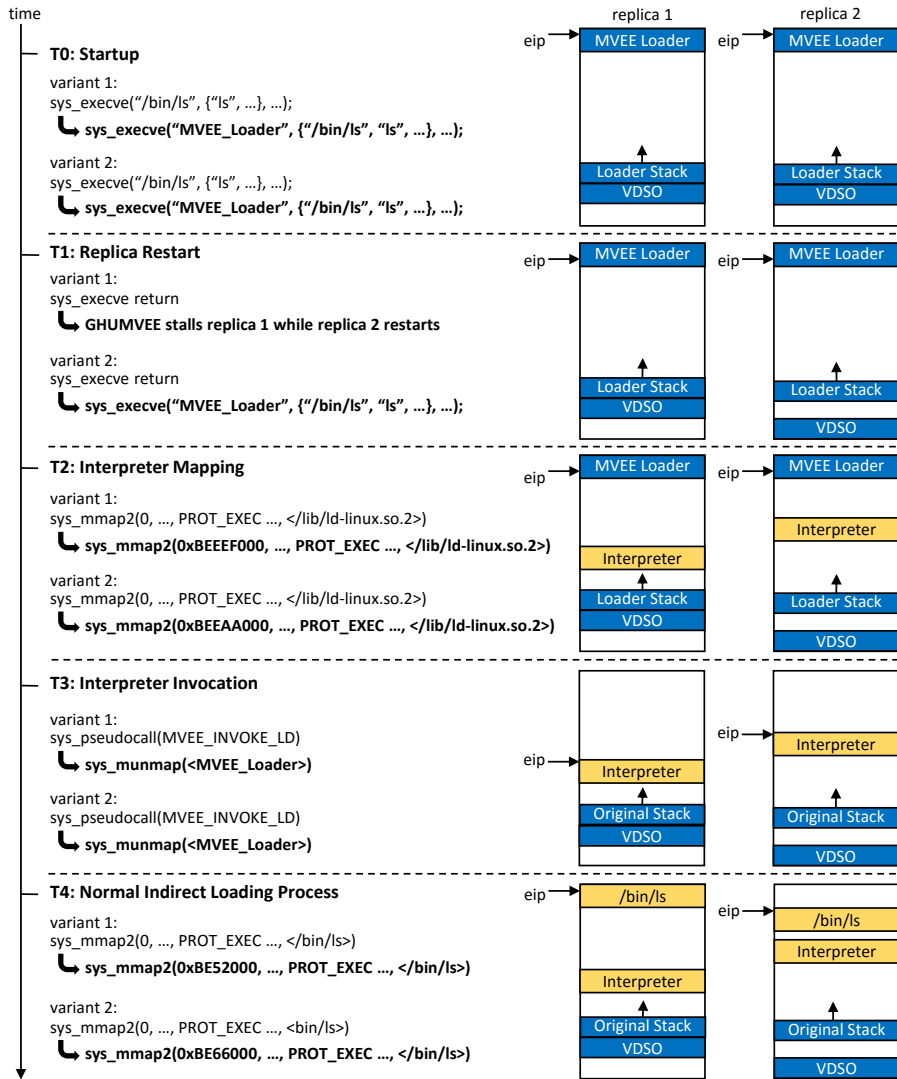 time
replica 1
replica 2
T0: Startup
eip
MVEE Loader
eip
MVEE Loader
variant 1:
sys_execve("/bin/ls", {"ls", …}, …);
sys_execve("MVEE_Loader", {"/bin/ls", "ls", …}, …);
variant 2:
sys_execve("/bin/ls", {"ls", …}, …);
sys_execve("MVEE_Loader", {"/bin/ls", "ls", …}, …);
Loader Stack
VDSO
Loader Stack
VDSO
T1: Replica Restart
eip
MVEE Loader
eip
MVEE Loader
variant 1:
sys_execve return
GHUMVEE stalls replica 1 while replica 2 restarts
variant 2:
sys_execve return
sys_execve("MVEE_Loader", {"/bin/ls", "ls", …}, …);
Loader Stack
VDSO
Loader Stack
VDSO
T2: Interpreter Mapping
eip
MVEE Loader
eip
MVEE Loader
variant 1:
sys_mmap2(0, …, PROT_EXEC …, </lib/ld-linux.so.2>)
sys_mmap2(0xBEEEF000, …, PROT_EXEC …, </lib/ld-linux.so.2>)
variant 2:
sys_mmap2(0, …, PROT_EXEC …, </lib/ld-linux.so.2>)
sys_mmap2(0xBEEAA000, …, PROT_EXEC …, </lib/ld-linux.so.2>)
Interpreter
Loader Stack
VDSO
Interpreter
Loader Stack
VDSO
T3: Interpreter Invocation
variant 1:
sys_pseudocall(MVEE_INVOKE_LD)
sys_munmap(<MVEE_Loader>)
variant 2:
sys_pseudocall(MVEE_INVOKE_LD)
sys_munmap(<MVEE_Loader>)
eip
Interpreter
Original Stack
VDSO
eip
Interpreter
Original Stack
VDSO
T4: Normal Indirect Loading Process
variant 1:
sys_mmap2(0, …, PROT_EXEC …, </bin/ls>)
sys_mmap2(0xBE52000, …, PROT_EXEC …, </bin/ls>)
variant 2:
sys_mmap2(0, …, PROT_EXEC …, <bin/ls>)
sys_mmap2(0xBE66000, …, PROT_EXEC …, </bin/ls>)
eip
/bin/ls
Interpreter
Original Stack
VDSO
eip
/bin/ls
Interpreter
Original Stack
VDSO